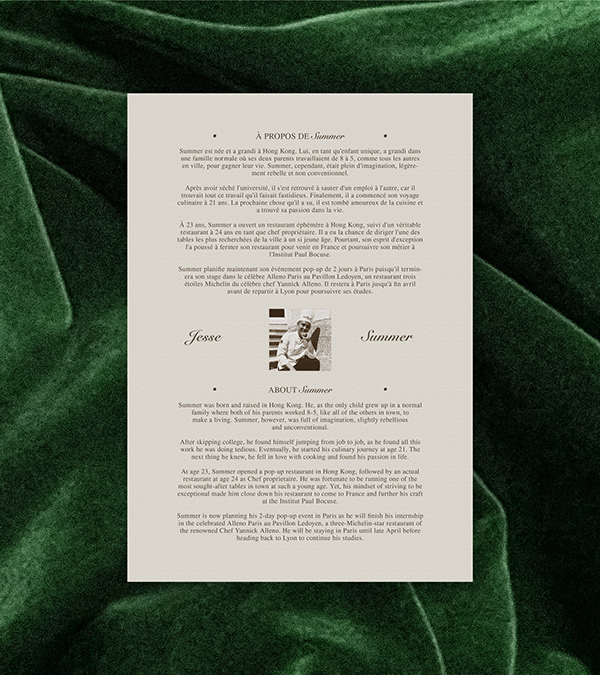 • À PROPOS DE Summer •
Summer est née et a grandi à Hong Kong. Lui, en tant qu'enfant unique, a grandi dans
une famille normale où ses deux parents travaillaient de 8 à 5, comme tous les autres
en ville, pour gagner leur vie. Summer, cependant, était plein d'imagination, légère-
ment rebelle et non conventionnel.
Après avoir séché l'université, il s'est retrouvé à sauter d'un emploi à l'autre, car il
trouvait tout ce travail qu'il faisait fastidieux. Finalement, il a commencé son voyage
culinaire à 21 ans. La prochaine chose qu'il a su, il est tombé amoureux de la cuisine et
a trouvé sa passion dans la vie.
À 23 ans, Summer a ouvert un restaurant éphémère à Hong Kong, suivi d'un véritable
restaurant à 24 ans en tant que chef propriétaire. Il a eu la chance de diriger l'une des
tables les plus recherchées de la ville à un si jeune âge. Pourtant, son esprit d'exception
l'a poussé à fermer son restaurant pour venir en France et poursuivre son métier à
l'Institut Paul Bocuse.
Summer planifie maintenant son événement pop-up de 2 jours à Paris puisqu'il termin-
era son stage dans le célèbre Alleno Paris au Pavillon Ledoyen, un restaurant trois
étoiles Michelin du célèbre chef Yannick Alleno. Il restera à Paris jusqu'à fin avril
avant de repartir à Lyon pour poursuivre ses études.
Jesse Summer
• ABOUT Summer •
Summer was born and raised in Hong Kong. He, as the only child grew up in a normal
family where both of his parents worked 8-5, like all of the others in town, to
make a living. Summer, however, was full of imagination, slightly rebellious
and unconventional.
After skipping college, he found himself jumping from job to job, as he found all this
work he was doing tedious. Eventually, he started his culinary journey at age 21. The
next thing he knew, he fell in love with cooking and found his passion in life.
At age 23, Summer opened a pop-up restaurant in Hong Kong, followed by an actual
restaurant at age 24 as Chef proprietaire. He was fortunate to be running one of the
most sought-after tables in town at such a young age. Yet, his mindset of striving to be
exceptional made him close down his restaurant to come to France and further his craft
at the Institut Paul Bocuse.
Summer is now planning his 2-day pop-up event in Paris as he will finish his internship
in the celebrated Alleno Paris au Pavillon Ledoyen, a three-Michelin-star restaurant of
the renowned Chef Yannick Alleno. He will be staying in Paris until late April before
heading back to Lyon to continue his studies.